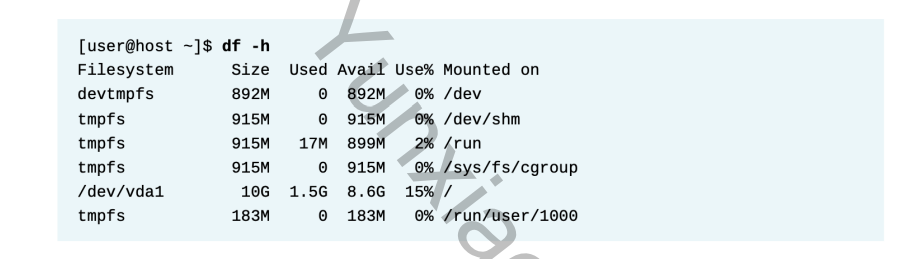 [user@host ~]$ df -h
Filesystem      Size  Used Avail Use% Mounted on
devtmpfs        892M     0  892M   0% /dev
tmpfs           915M     0  915M   0% /dev/shm
tmpfs           915M   17M  899M   2% /run
tmpfs           915M     0  915M   0% /sys/fs/cgroup
/dev/vda1        10G  1.5G  8.6G  15% /
tmpfs           183M     0  183M   0% /run/user/1000
Yunxiao